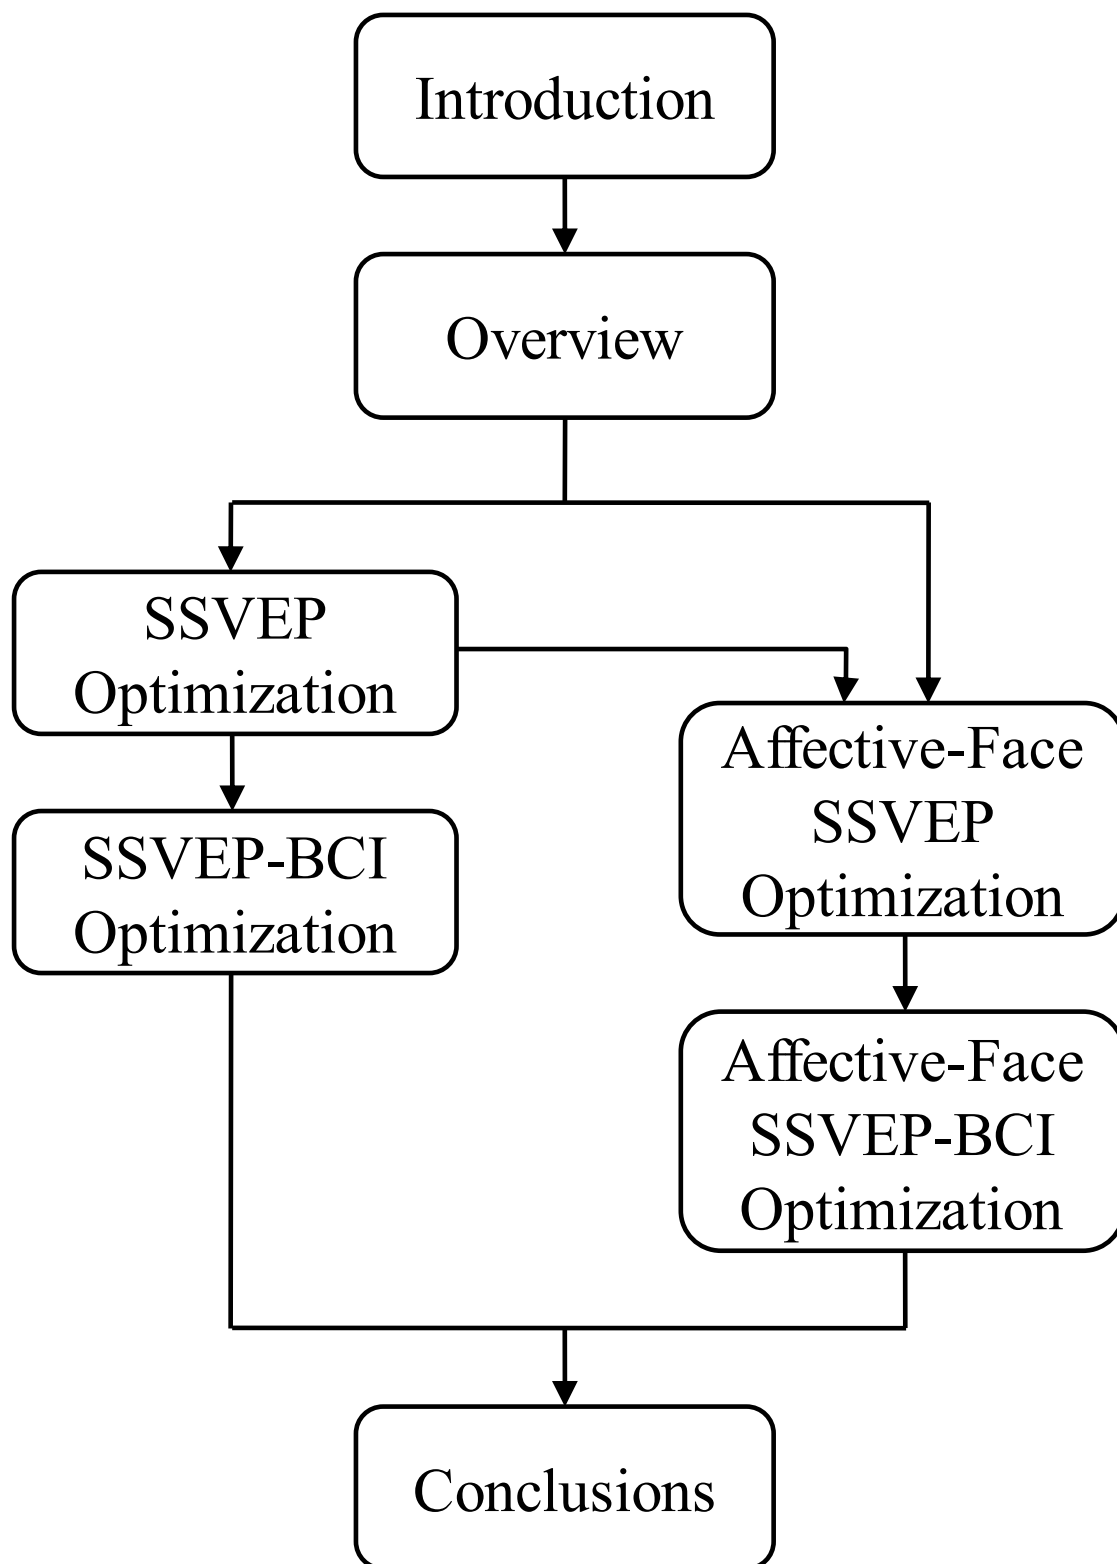 Introduction
Overview
SSVEP
Optimization
SSVEP-BCI
Optimization
Affective-Face
SSVEP
Optimization
Affective-Face
SSVEP-BCI
Optimization
Conclusions